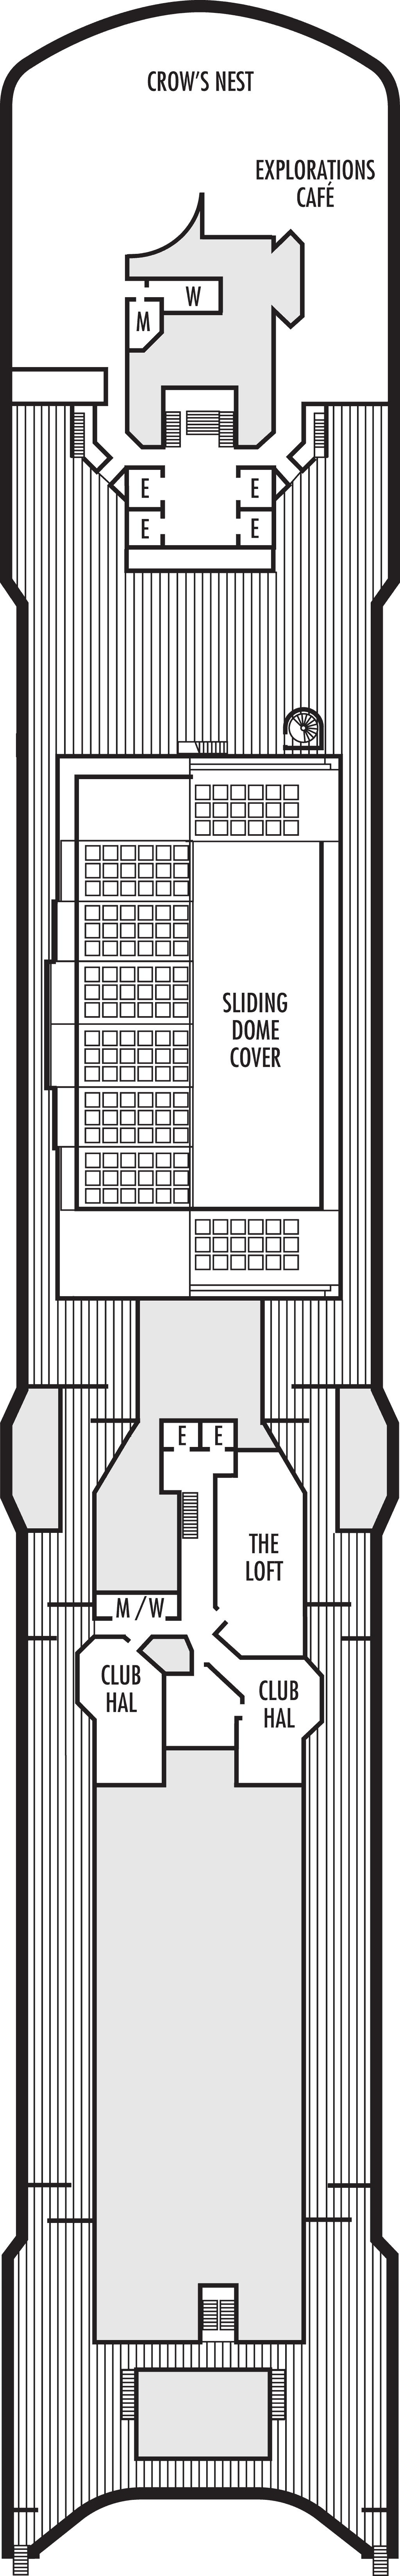 CROW'S NEST
EXPLORATIONS
CAFÉ
W
M
E
E
E
E
SLIDING
DOME
COVER
E
E
THE
LOFT
M / W
CLUB
HAL
CLUB
HAL